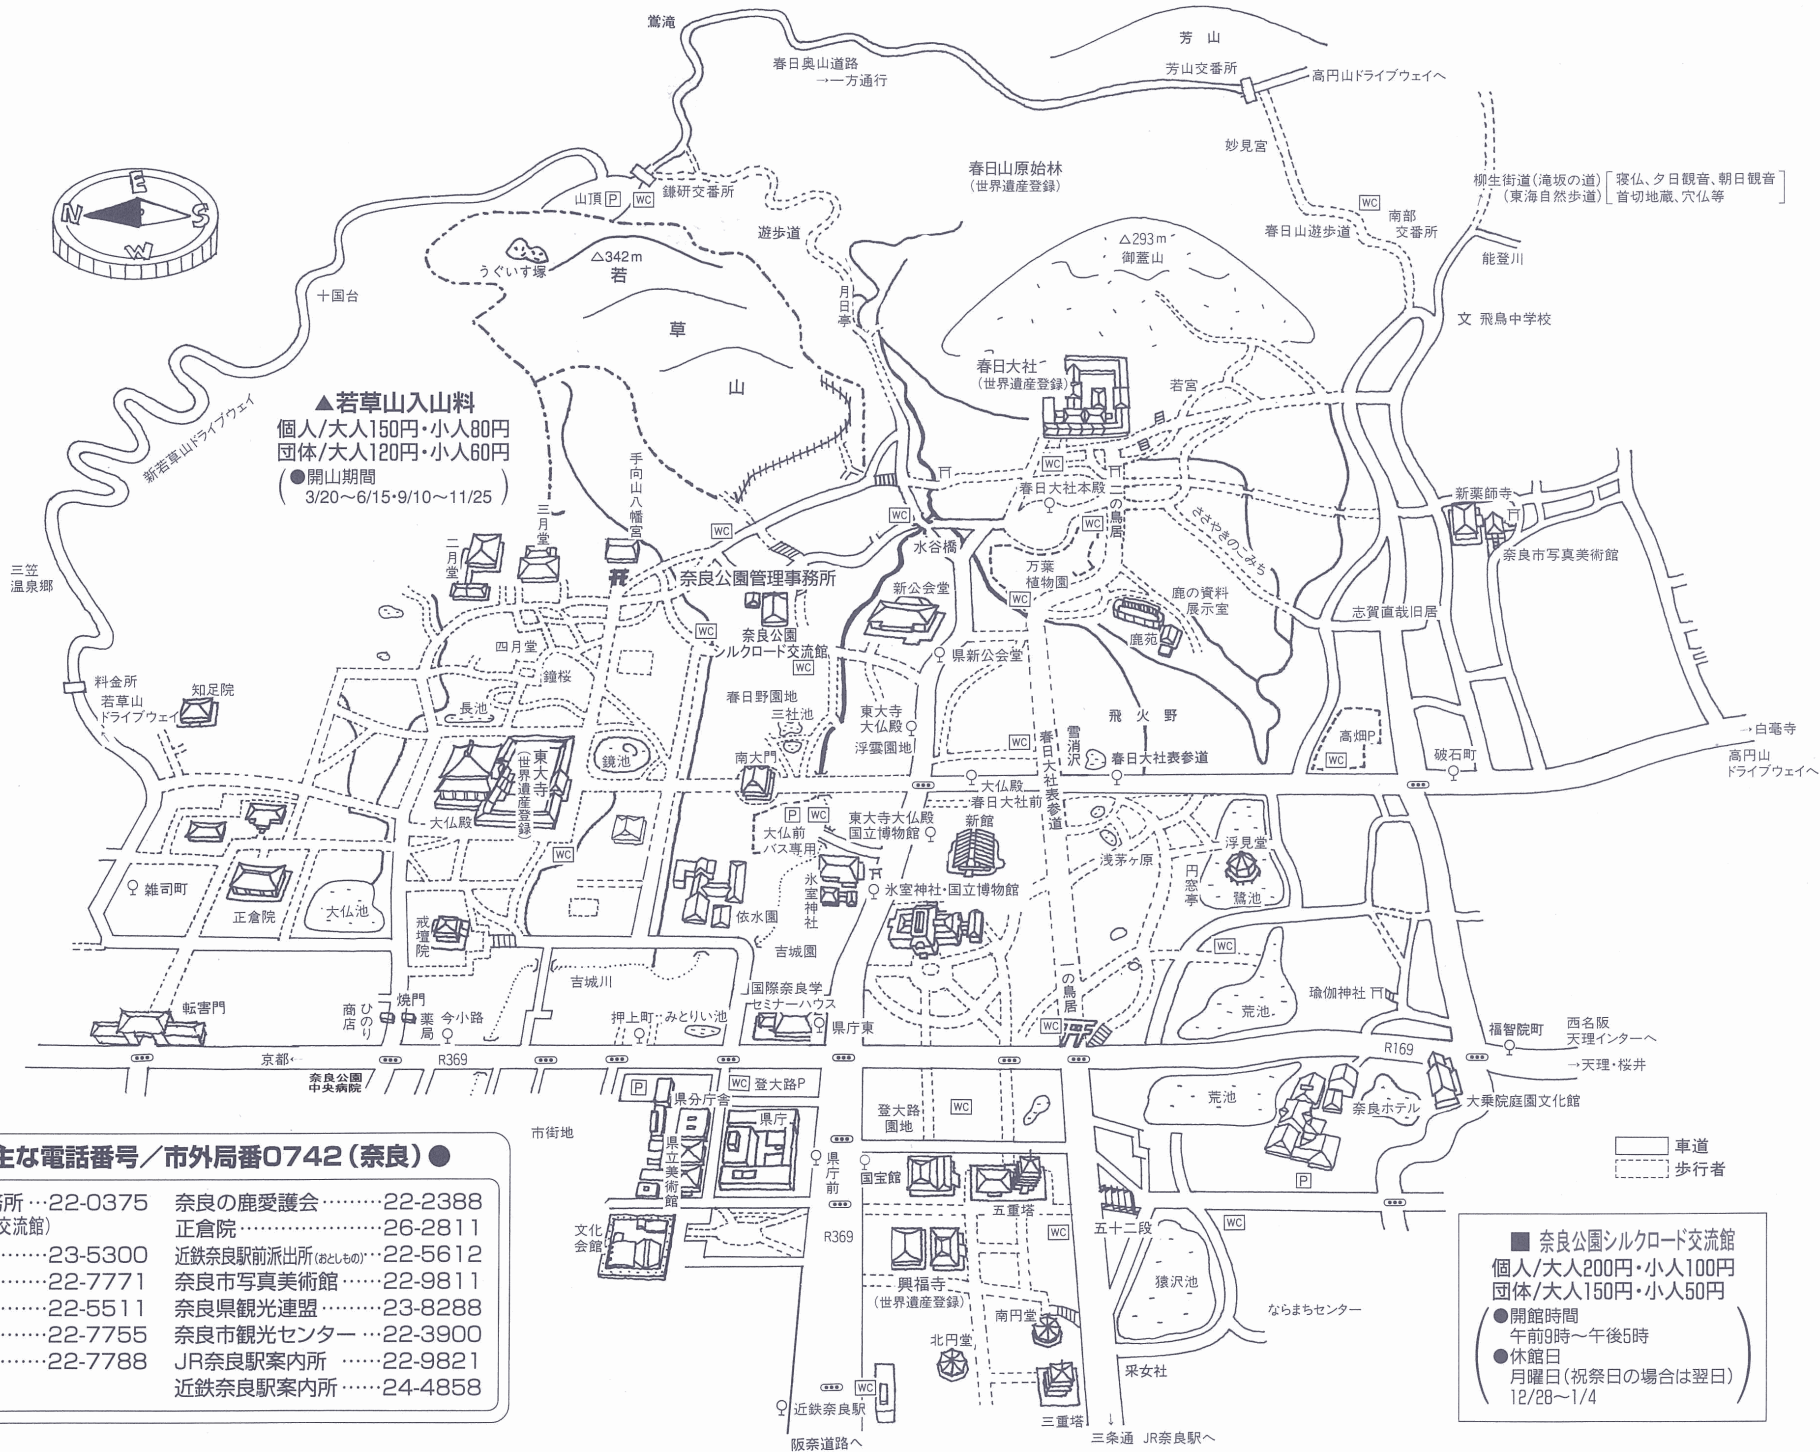 鶯滝
芳山
春日奥山道路
→一方通行
芳山交番所
高円山ドライブウェイへ
妙見宮
春日山原始林
(世界遺産登録)
柳生街道(滝坂の道)
(東海自然歩道)
寝仏、夕日観音、朝日観音
首切地蔵、穴仏等
E
N
S
W
山頂 P
WC
鎌研交番所
遊歩道
WC
南部
交番所
春日山遊歩道
能登川
△293m
御蓋山
うぐいす塚
△342m
若
草
山
十国台
月日亭
文 飛鳥中学校
春日大社
(世界遺産登録)
若宮
新若草山ドライブウェイ
▲若草山入山料
個人/大人150円・小人80円
団体/大人120円・小人60円
●開山期間
3/20〜6/15・9/10〜11/25
手向山八幡宮
三月堂
二月堂
WC
WC
WC
春日大社本殿
二の鳥居
WC
ささやきのこみち
新薬師寺
奈良市写真美術館
水谷橋
万葉
植物園
三笠
温泉郷
奈良公園管理事務所
新公会堂
WC
鹿の資料
展示室
鹿苑
志賀直哉旧居
奈良公園
シルクロード交流館
WC
WC
県新公会堂
四月堂
鐘桜
料金所
若草山
ドライブウェイ
知足院
長池
春日野園地
三社池
東大寺
大仏殿
浮雲園地
飛火野
雪消沢
WC
春日大社表参道
春日大社表参道
高畑P
WC
破石町
→白毫寺
高円山
ドライブウェイへ
東大寺
(世界遺産登録)
鏡池
南大門
大仏殿
大仏殿
春日大社前
P
WC
大仏前
バス専用
東大寺大仏殿
国立博物館
新館
浅茅ヶ原
浮見堂
円窓亭
鷺池
WC
雑司町
正倉院
大仏池
戒壇院
依水園
氷室神社
氷室神社・国立博物館
吉城園
WC
吉城川
転害門
ひのり
商店
焼門
薬局
今小路
押上町
みとりい池
国際奈良学
セミナーハウス
県庁東
一の鳥居
WC
荒池
瑜伽神社
福智院町
西名阪
天理インターへ
京都←
R369
R169
→天理・桜井
奈良公園
中央病院
P
WC
登大路P
県分庁舎
県庁
登大路
園地
WC
荒池
奈良ホテル
大乗院庭園文化館
市街地
県立美術館
県庁前
国宝館
五重塔
P
車道
歩行者
文化
会館
R369
WC
五十二段
WC
興福寺
(世界遺産登録)
猿沢池
ならまちセンター
南円堂
北円堂
采女社
WC
近鉄奈良駅
三重塔
阪奈道路へ
↓
三条通 JR奈良駅へ
主な電話番号/市外局番0742(奈良)●
務所…22-0375
交流館)
………23-5300
………22-7771
………22-5511
………22-7755
………22-7788
奈良の鹿愛護会………22-2388
正倉院………………26-2811
近鉄奈良駅前派出所(おとしもの)…22-5612
奈良市写真美術館……22-9811
奈良県観光連盟………23-8288
奈良市観光センター…22-3900
JR奈良駅案内所……22-9821
近鉄奈良駅案内所……24-4858
■ 奈良公園シルクロード交流館
個人/大人200円・小人100円
団体/大人150円・小人50円
●開館時間
午前9時〜午後5時
●休館日
月曜日(祝祭日の場合は翌日)
12/28〜1/4